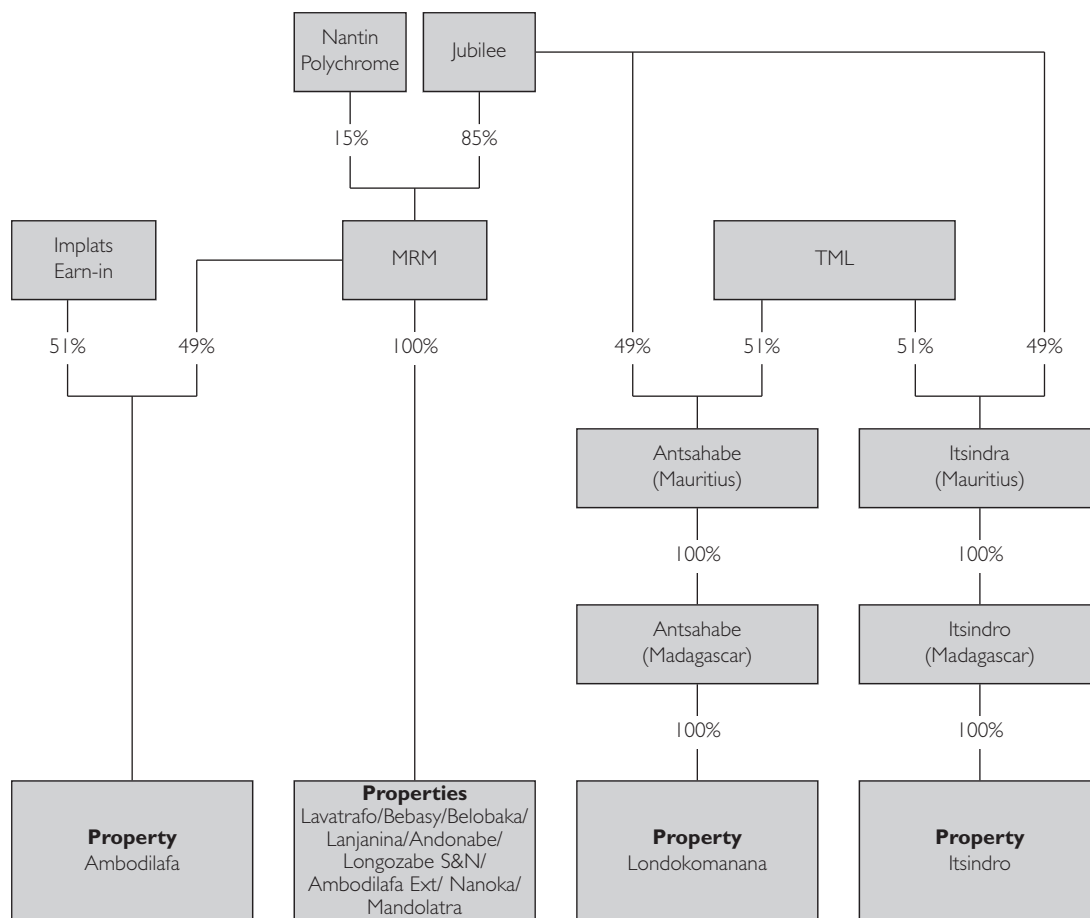 Nantin
Polychrome
Jubilee
15%
85%
Implats
Earn-in
MRM
TML
51%
49%
100%
49%
51%
51%
49%
Antsahabe
(Mauritius)
Itsindra
(Mauritius)
100%
100%
Antsahabe
(Madagascar)
Itsindro
(Madagascar)
100%
100%
Property
Ambodilafa
Properties
Lavatrafo/Bebasy/Belobaka/
Lanjanina/Andonabe/
Longozabe S&N/
Ambodilafa Ext/ Nanoka/
Mandolatra
Property
Londokomanana
Property
Itsindro